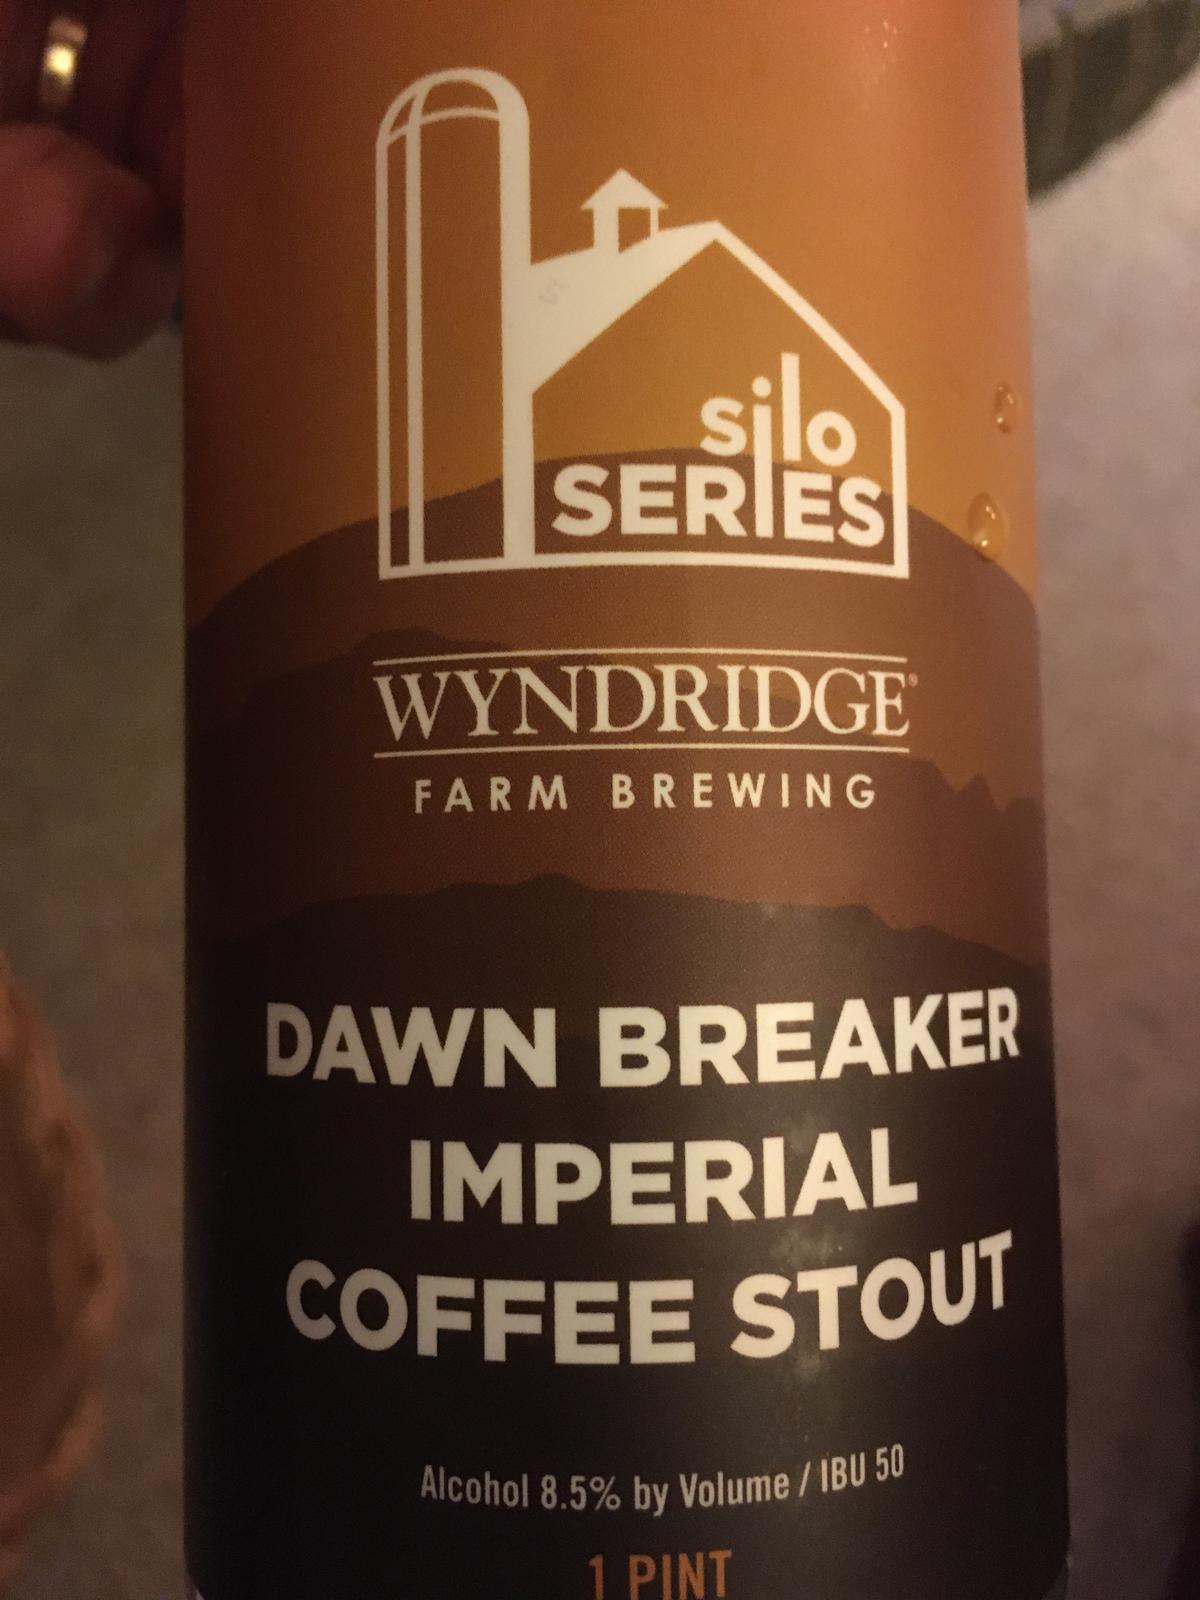 silo
SERIES
WYNDRIDGE®
FARM BREWING
DAWN BREAKER
IMPERIAL
COFFEE STOUT
Alcohol 8.5% by Volume / IBU 50
1 PINT